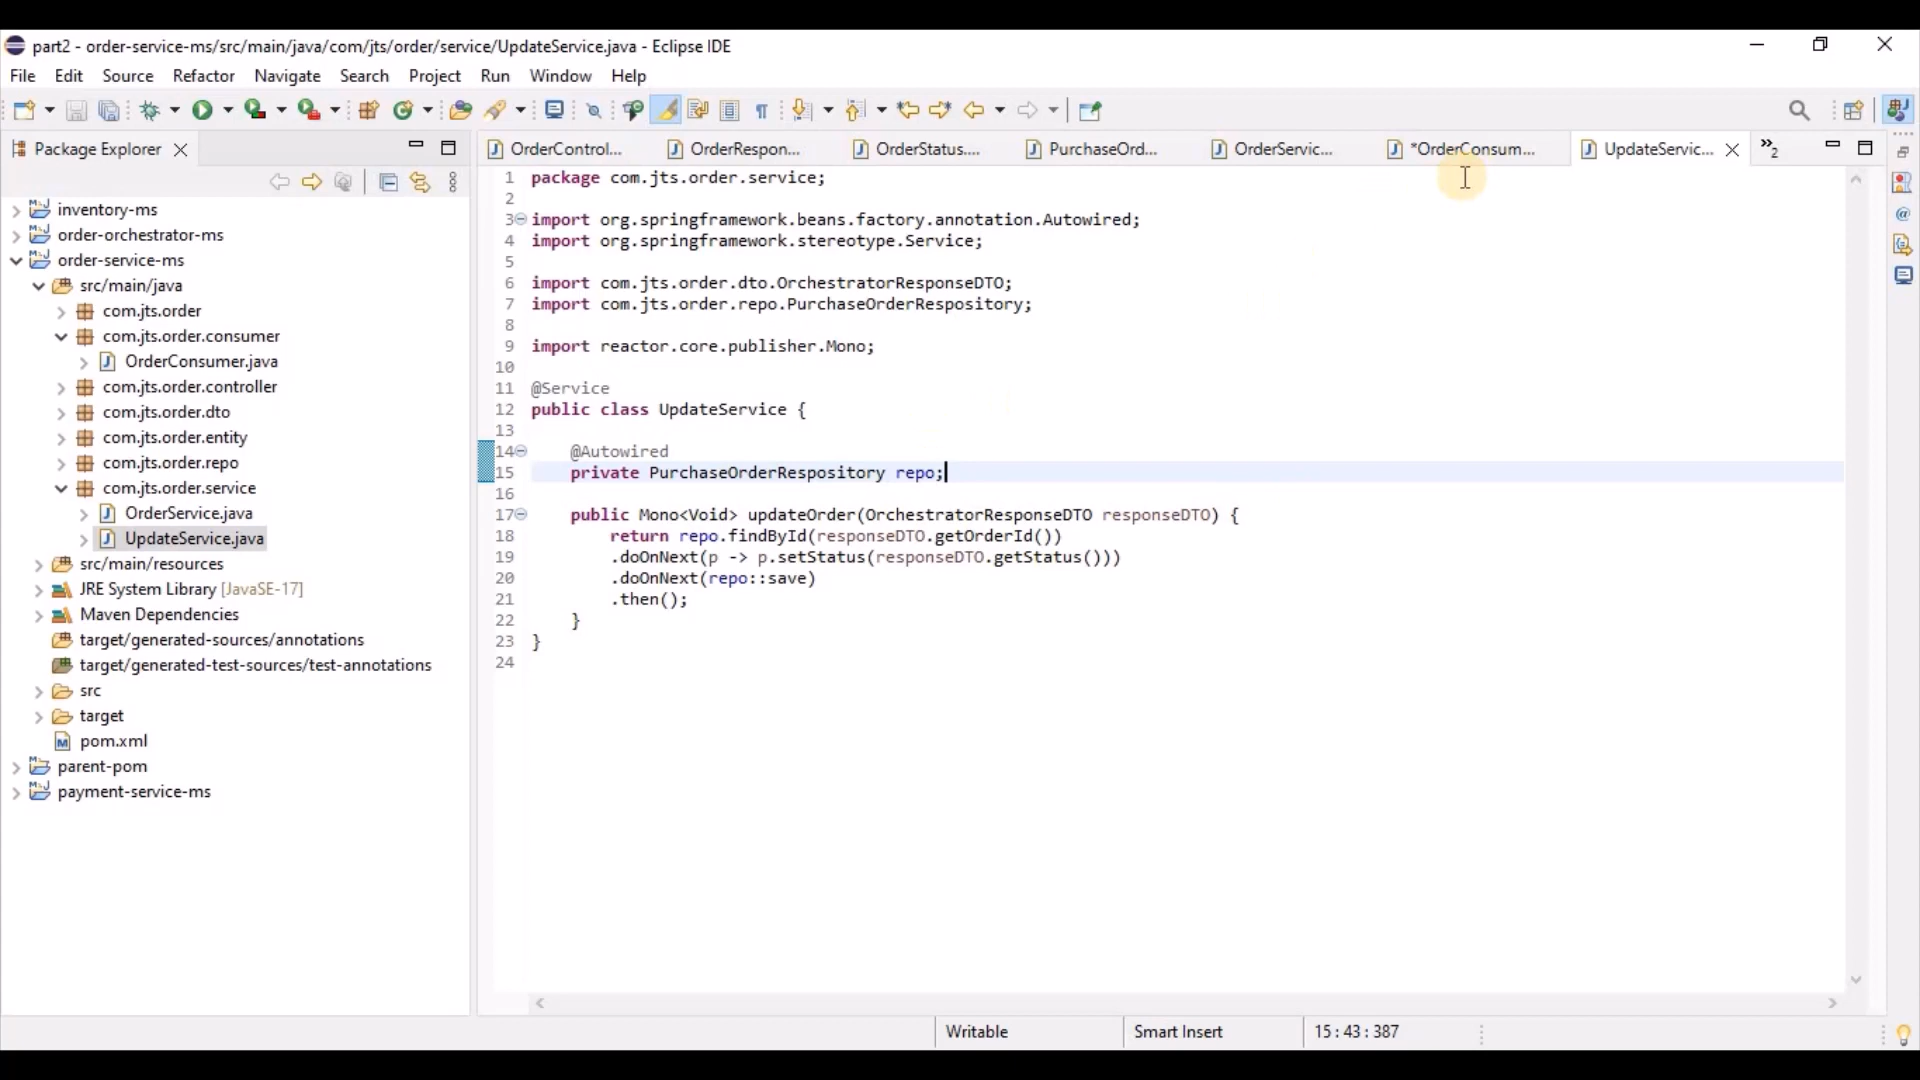 part2 - order-service-ms/src/main/java/com/jts/order/service/UpdateService.java - Eclipse IDE
File Edit Source Refactor Navigate Search Project Run Window Help
Package Explorer
OrderControl... OrderRespon... OrderStatus.... PurchaseOrd... OrderServic... *OrderConsum... UpdateServic... »2
inventory-ms
order-orchestrator-ms
order-service-ms
src/main/java
com.jts.order
com.jts.order.consumer
OrderConsumer.java
com.jts.order.controller
com.jts.order.dto
com.jts.order.entity
com.jts.order.repo
com.jts.order.service
OrderService.java
UpdateService.java
src/main/resources
JRE System Library [JavaSE-17]
Maven Dependencies
target/generated-sources/annotations
target/generated-test-sources/test-annotations
src
target
pom.xml
parent-pom
payment-service-ms
1 package com.jts.order.service;
2
3 import org.springframework.beans.factory.annotation.Autowired;
4 import org.springframework.stereotype.Service;
5
6 import com.jts.order.dto.OrchestratorResponseDTO;
7 import com.jts.order.repo.PurchaseOrderRespository;
8
9 import reactor.core.publisher.Mono;
10
11 @Service
12 public class UpdateService {
13
14 @Autowired
15 private PurchaseOrderRespository repo;
16
17 public Mono<Void> updateOrder(OrchestratorResponseDTO responseDTO) {
18 return repo.findById(responseDTO.getOrderId())
19 .doOnNext(p -> p.setStatus(responseDTO.getStatus()))
20 .doOnNext(repo::save)
21 .then();
22 }
23 }
24
Writable Smart Insert 15 : 43 : 387